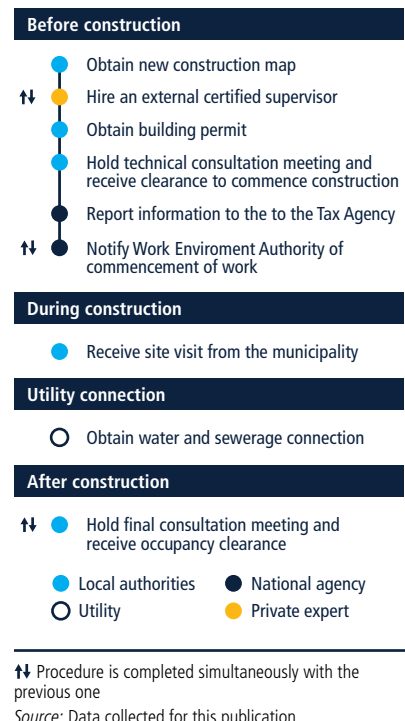 Before construction
Obtain new construction map
Hire an external certified supervisor
Obtain building permit
Hold technical consultation meeting and
receive clearance to commence construction
Report information to the to the Tax Agency
Notify Work Enviroment Authority of
commencement of work
During construction
Receive site visit from the municipality
Utility connection
Obtain water and sewerage connection
After construction
Hold final consultation meeting and
receive occupancy clearance
Local authorities National agency
Utility Private expert
Procedure is completed simultaneously with the
previous one
Source: Data collected for this publication